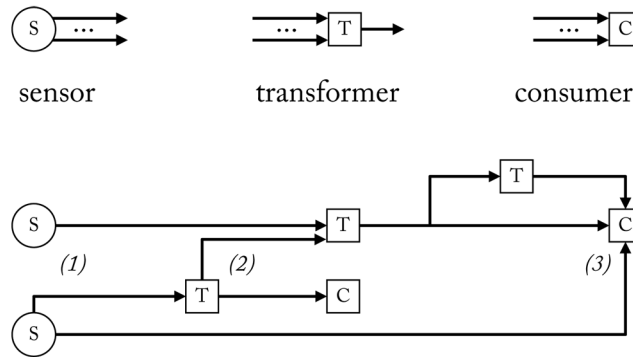 S ... ... T ... C
sensor transformer consumer
T
S T C
(1) (2) (3)
T C
S